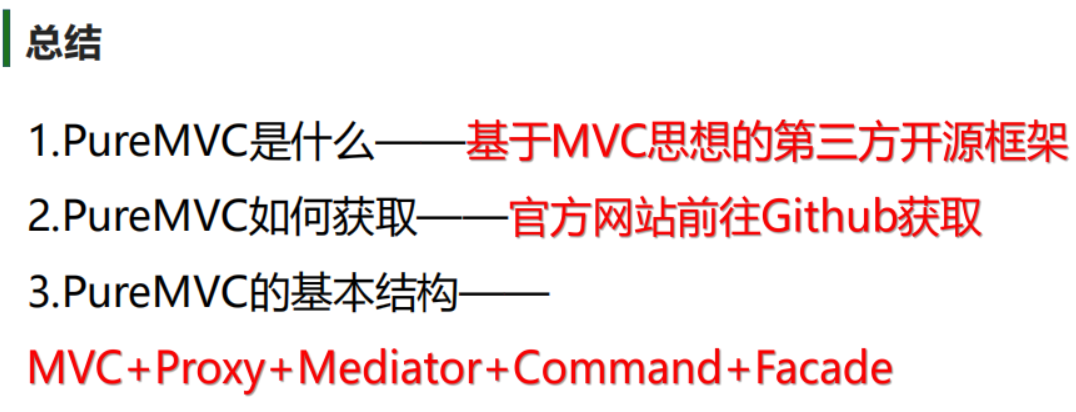 总结
1.PureMVC是什么——基于MVC思想的第三方开源框架
2.PureMVC如何获取——官方网站前往Github获取
3.PureMVC的基本结构——
MVC+Proxy+Mediator+Command+Facade